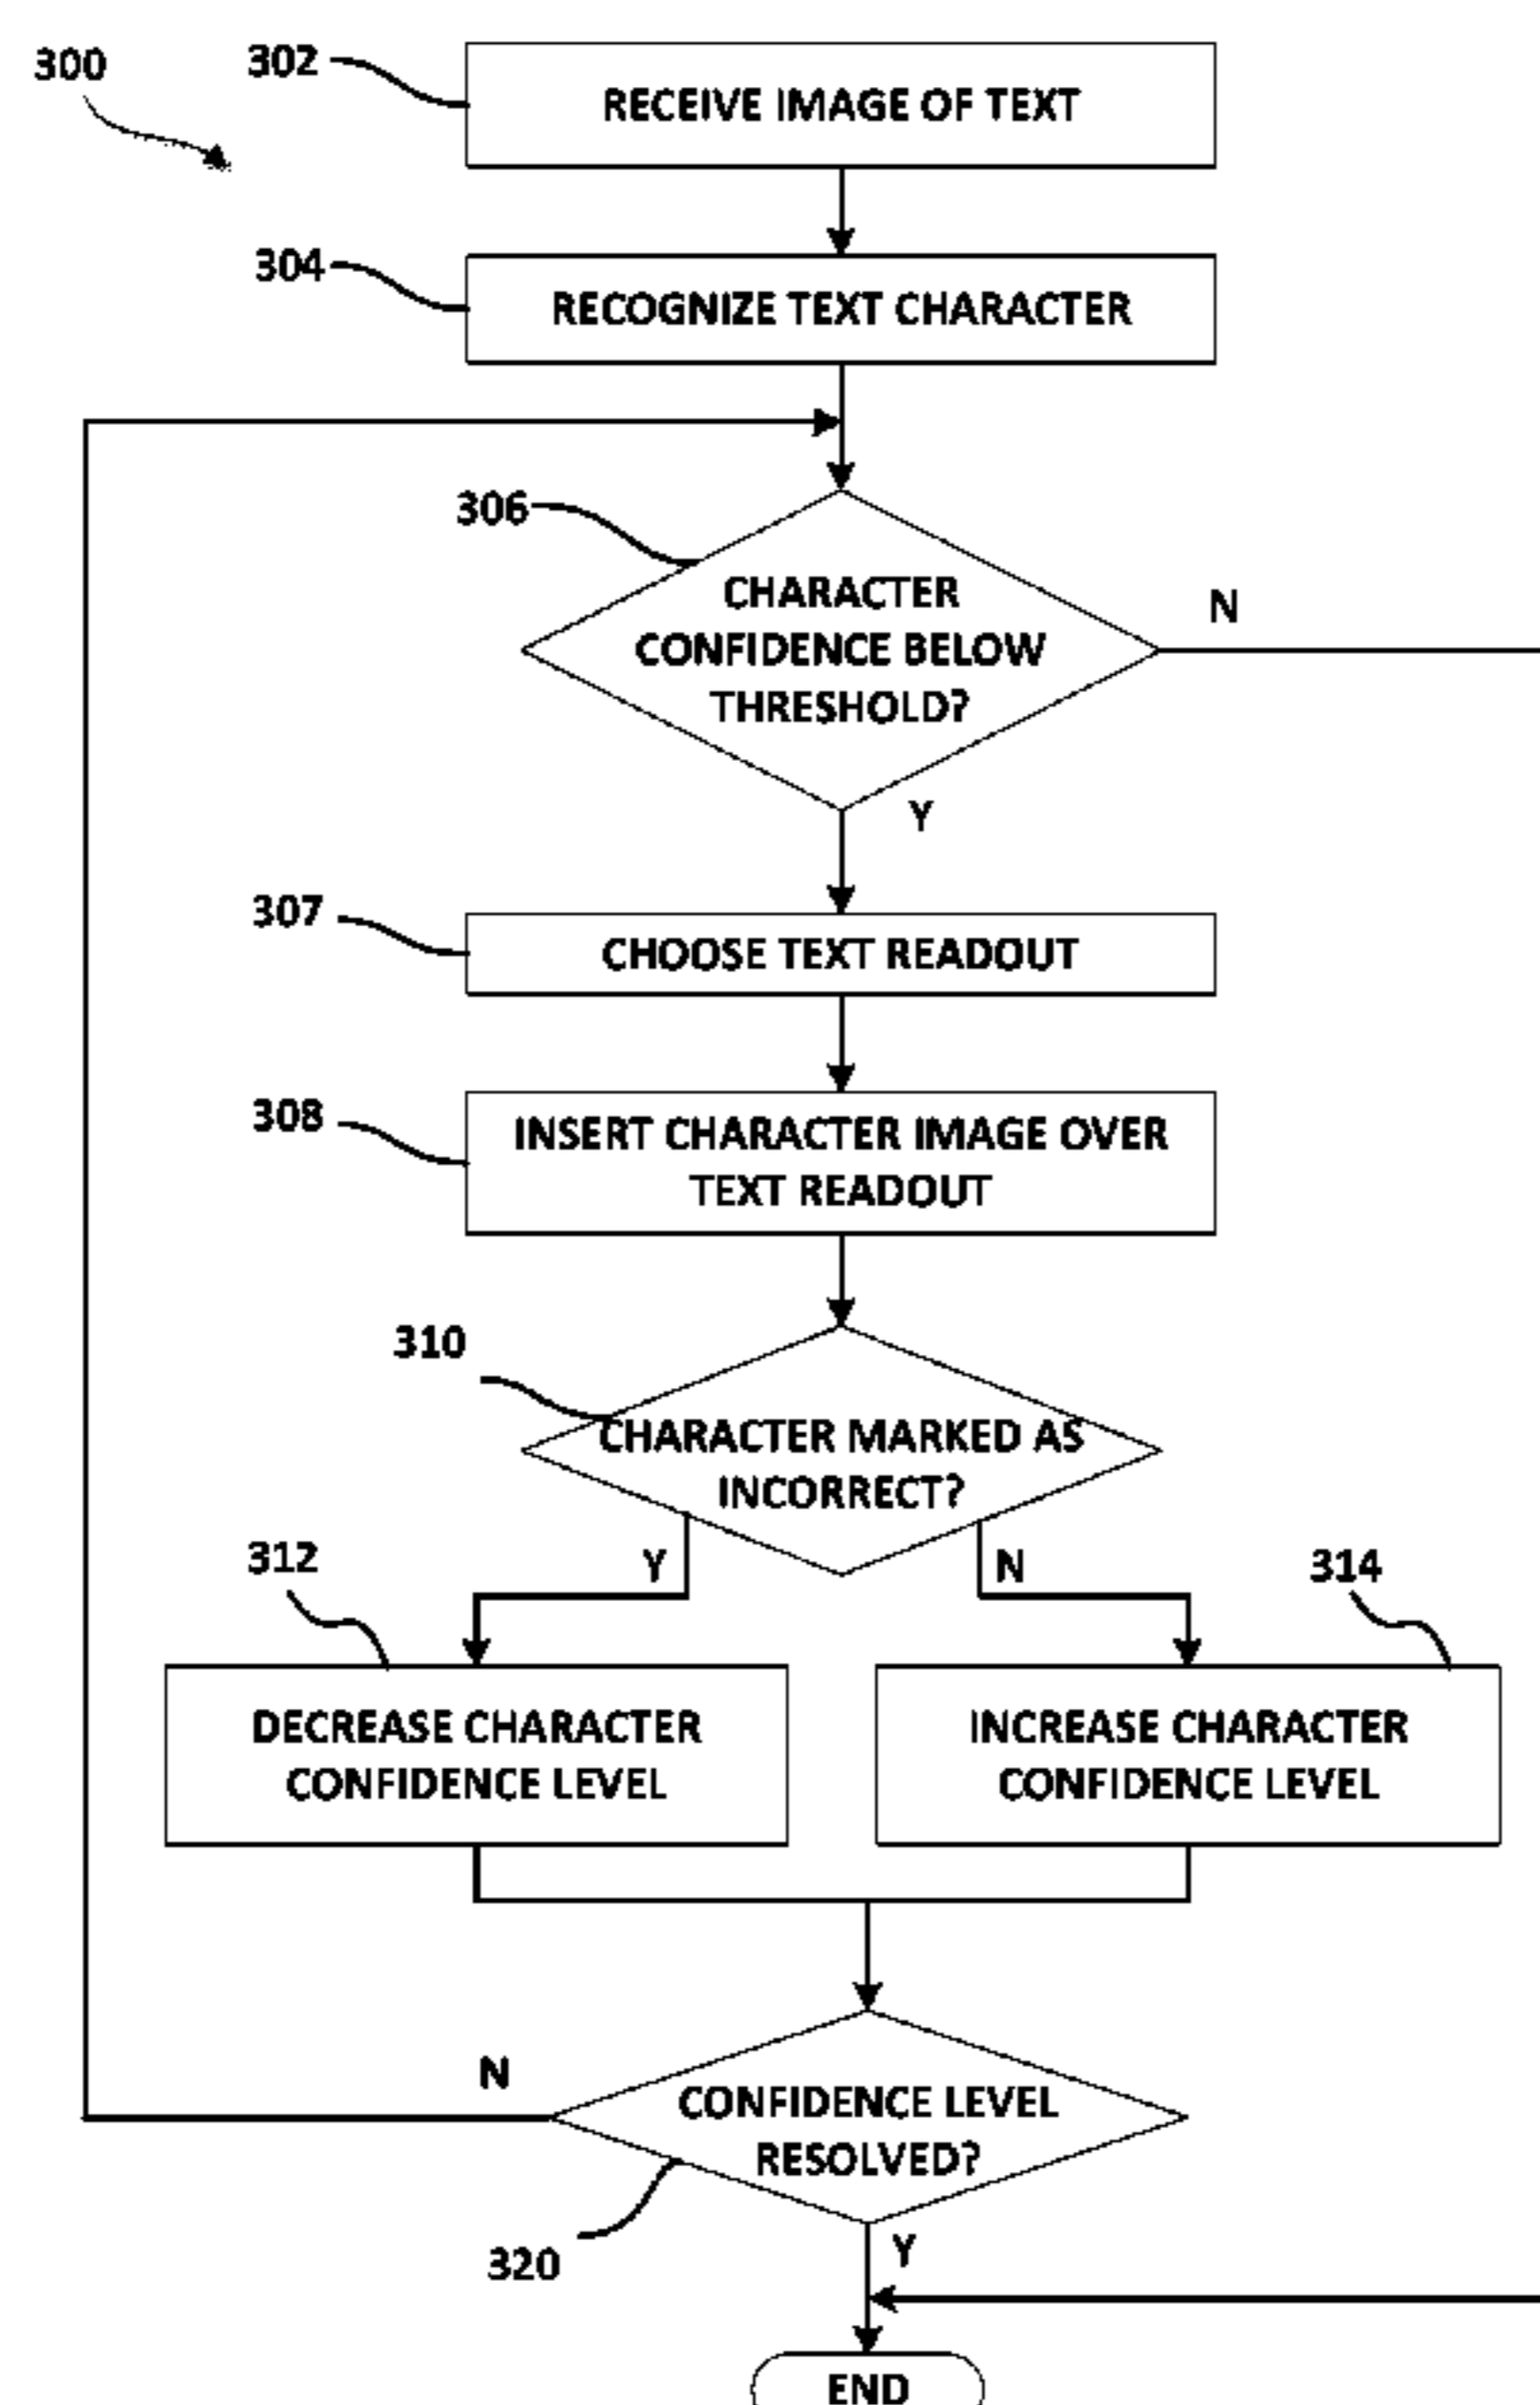 300
302
RECEIVE IMAGE OF TEXT
304
RECOGNIZE TEXT CHARACTER
306
CHARACTER
CONFIDENCE BELOW
THRESHOLD?
N
Y
307
CHOOSE TEXT READOUT
308
INSERT CHARACTER IMAGE OVER
TEXT READOUT
310
CHARACTER MARKED AS
INCORRECT?
Y
N
312
314
DECREASE CHARACTER
CONFIDENCE LEVEL
INCREASE CHARACTER
CONFIDENCE LEVEL
N
CONFIDENCE LEVEL
RESOLVED?
320
Y
END